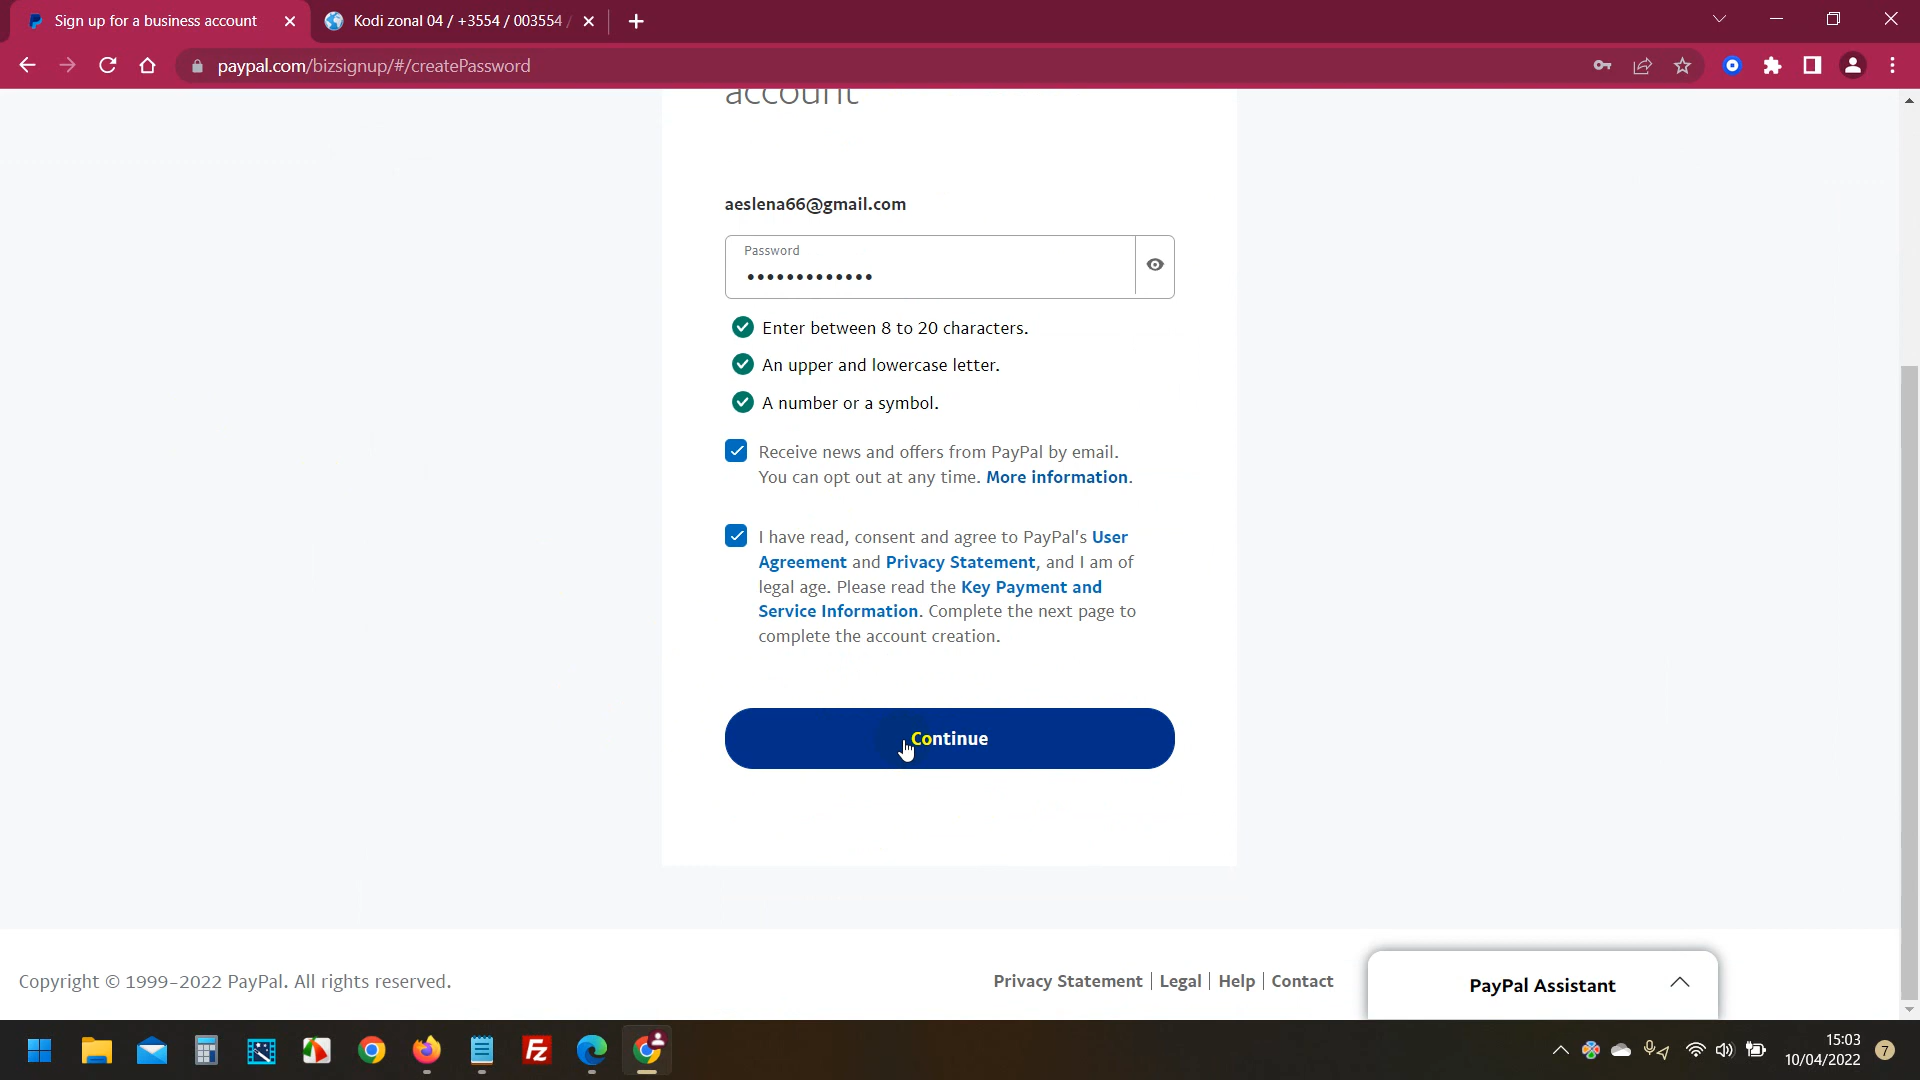 Sign up for a business account
Kodi zonal 04 / +3554 / 003554 /
paypal.com/bizsignup/#/createPassword
account
aeslena66@gmail.com
Password
•••••••••••••
Enter between 8 to 20 characters.
An upper and lowercase letter.
A number or a symbol.
Receive news and offers from PayPal by email.
You can opt out at any time. More information.
I have read, consent and agree to PayPal's User
Agreement and Privacy Statement, and I am of
legal age. Please read the Key Payment and
Service Information. Complete the next page to
complete the account creation.
Continue
Copyright © 1999-2022 PayPal. All rights reserved.
Privacy Statement | Legal | Help | Contact
PayPal Assistant
15:03
10/04/2022
7